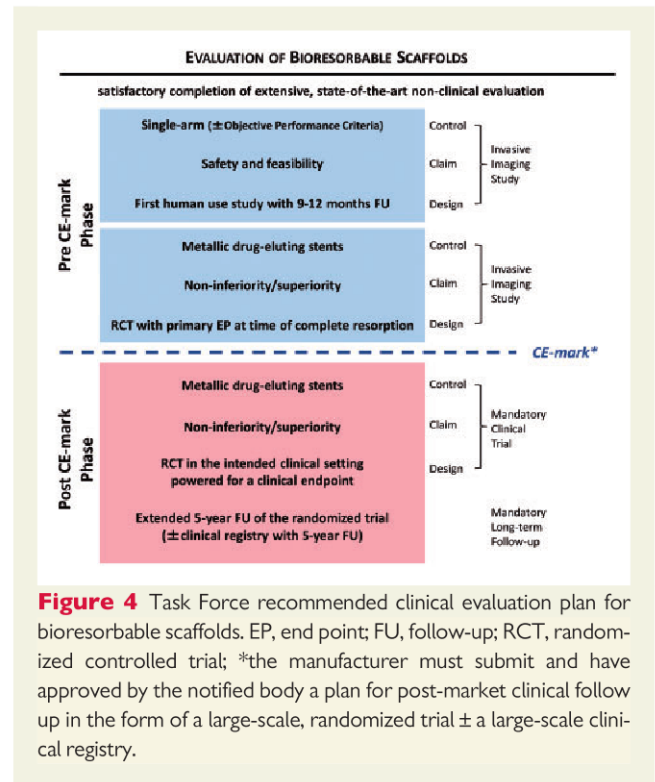 EVALUATION OF BIORESORBABLE SCAFFOLDS
satisfactory completion of extensive, state-of-the-art non-clinical evaluation
Pre CE-mark
Phase
Single-arm (±Objective Performance Criteria)
Control
Safety and feasibility
Claim
First human use study with 9-12 months FU
Design
Invasive
Imaging
Study
Metallic drug-eluting stents
Control
Non-inferiority/superiority
Claim
RCT with primary EP at time of complete resorption
Design
Invasive
Imaging
Study
CE-mark*
Post CE-mark
Phase
Metallic drug-eluting stents
Control
Non-inferiority/superiority
Claim
RCT in the intended clinical setting
powered for a clinical endpoint
Design
Mandatory
Clinical
Trial
Extended 5-year FU of the randomized trial
(±clinical registry with 5-year FU)
Mandatory
Long-term
Follow-up
Figure 4 Task Force recommended clinical evaluation plan for
bioresorbable scaffolds. EP, end point; FU, follow-up; RCT, random-
ized controlled trial; *the manufacturer must submit and have
approved by the notified body a plan for post-market clinical follow
up in the form of a large-scale, randomized trial ± a large-scale clini-
cal registry.